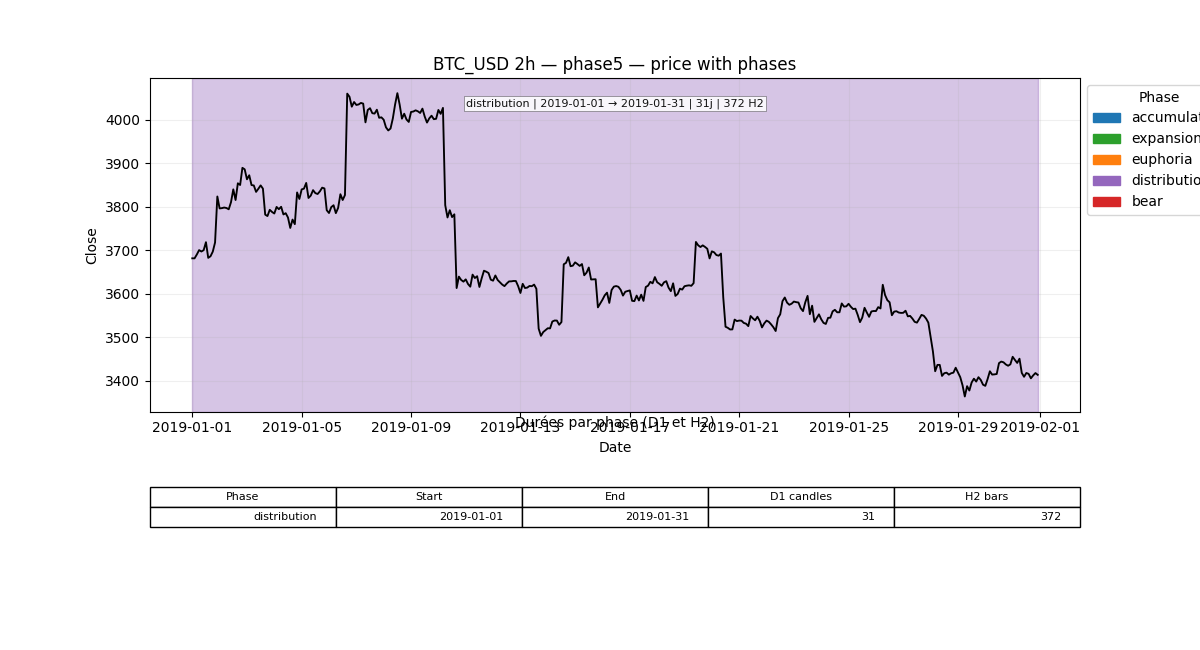 BTC_USD 2h — phase5 — price with phases
distribution | 2019-01-01 → 2019-01-31 | 31j | 372 H2
Phase
accumulat
expansion
euphoria
distributio
bear
Close
4000
3900
3800
3700
3600
3500
3400
2019-01-01 2019-01-05 2019-01-09 2019-01-13 2019-01-17 2019-01-21 2019-01-25 2019-01-29 2019-02-01
Durées par phase (D1 et H2)
Date
Phase Start End D1 candles H2 bars
distribution 2019-01-01 2019-01-31 31 372